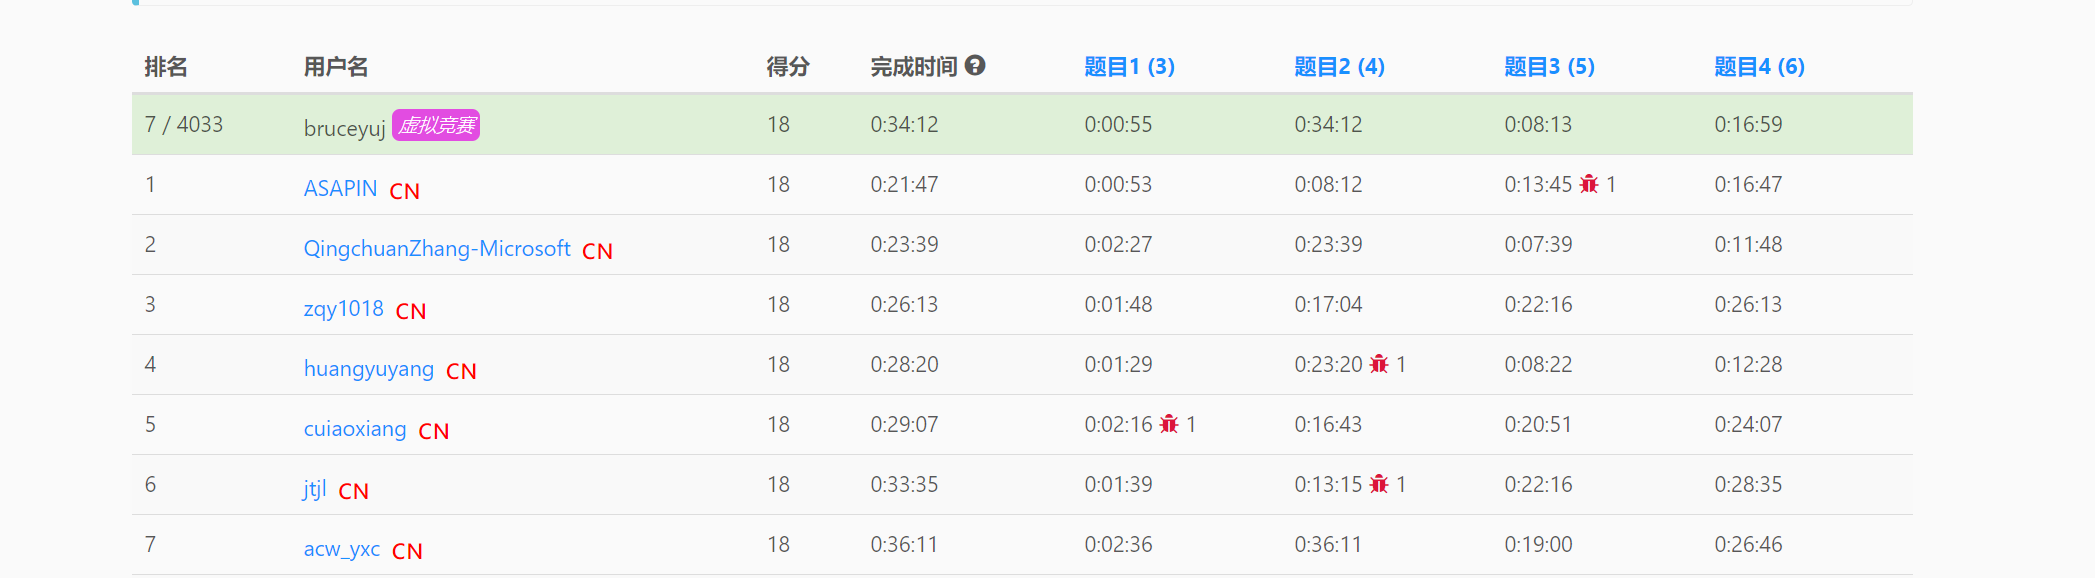 排名 用户名 得分 完成时间 题目1 (3) 题目2 (4) 题目3 (5) 题目4 (6)
7 / 4033 bruceyuj 虚拟竞赛 18 0:34:12 0:00:55 0:34:12 0:08:13 0:16:59
1 ASAPIN CN 18 0:21:47 0:00:53 0:08:12 0:13:45 1 0:16:47
2 QingchuanZhang-Microsoft CN 18 0:23:39 0:02:27 0:23:39 0:07:39 0:11:48
3 zqy1018 CN 18 0:26:13 0:01:48 0:17:04 0:22:16 0:26:13
4 huangyuyang CN 18 0:28:20 0:01:29 0:23:20 1 0:08:22 0:12:28
5 cuiaoxiang CN 18 0:29:07 0:02:16 1 0:16:43 0:20:51 0:24:07
6 jtjl CN 18 0:33:35 0:01:39 0:13:15 1 0:22:16 0:28:35
7 acw_yxc CN 18 0:36:11 0:02:36 0:36:11 0:19:00 0:26:46